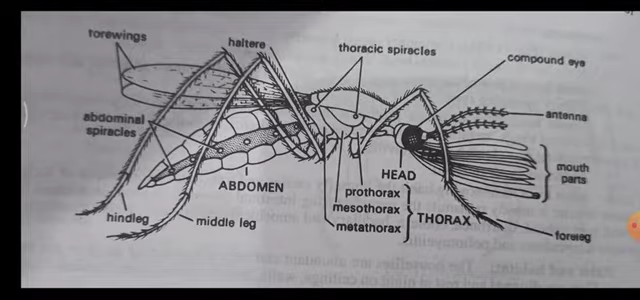 forewings
haltere
thoracic spiracles
compound eye
antenna
abdominal
spiracles
mouth
parts
HEAD
ABDOMEN
prothorax
mesothorax
THORAX
metathorax
hindleg
middle leg
foreleg